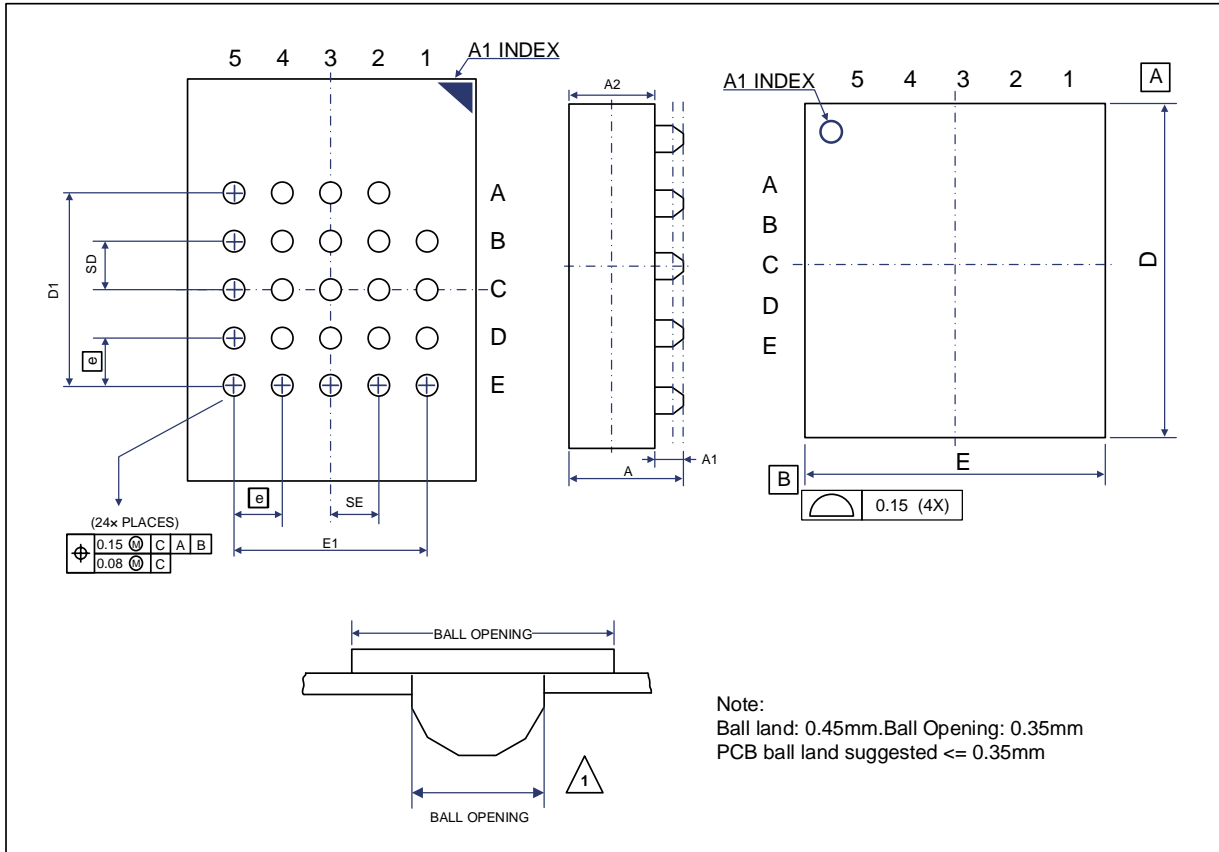 5 4 3 2 1
A1 INDEX
A
B
C
D
E
D1
SD
e
e
SE
E1
(24x PLACES)
0.15 M C A B
0.08 M C
A2
A
A1
A1 INDEX
5 4 3 2 1
A
A
B
C
D
E
D
E
B
0.15 (4X)
BALL OPENING
BALL OPENING
1
Note:
Ball land: 0.45mm.Ball Opening: 0.35mm
PCB ball land suggested <= 0.35mm